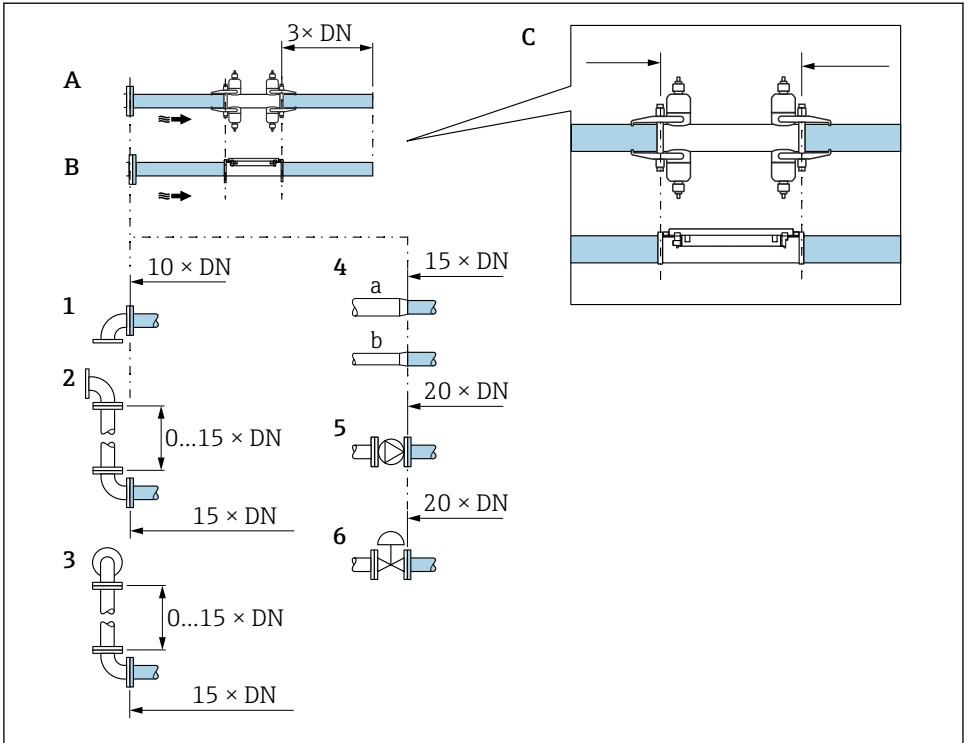 3× DN
C
A
B
10 × DN
4
15 × DN
1
a
b
2
20 × DN
0...15 × DN
5
15 × DN
20 × DN
6
3
0...15 × DN
15 × DN